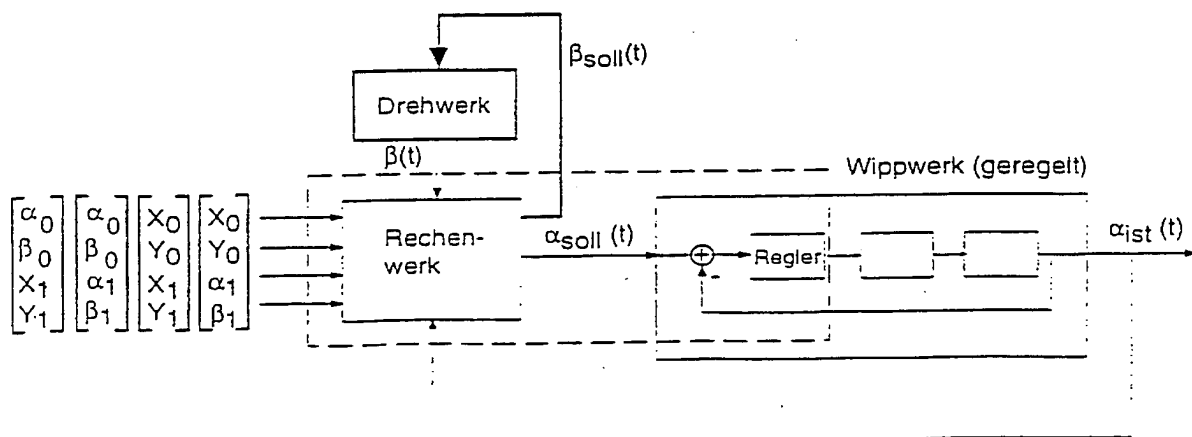 βsoll(t)
Drehwerk
β(t)
Wippwerk (geregelt)
α0 α0 X0 X0
β0 β0 Y0 Y0
X1 α1 X1 α1
Y1 β1 Y1 β1
Rechen-
werk
αsoll (t)
+
-
Regler
αist (t)